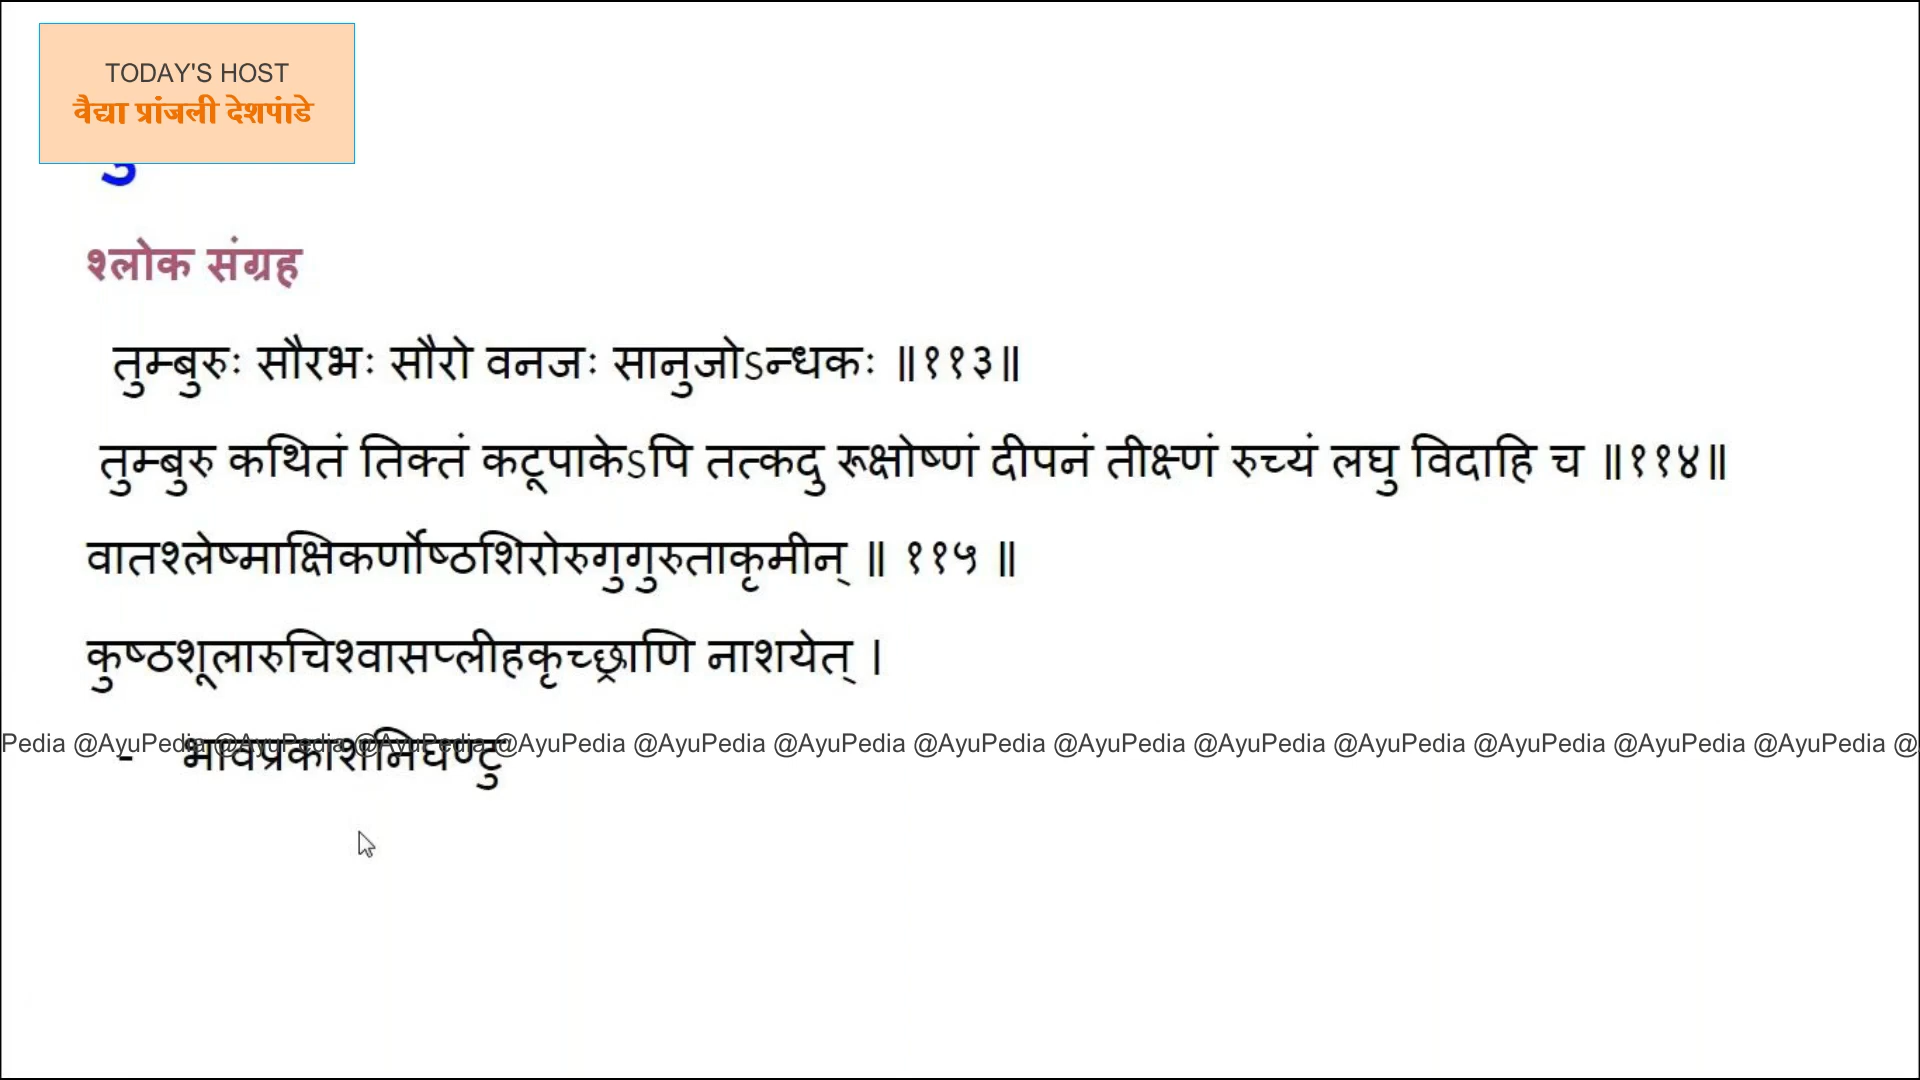 TODAY'S HOST
वैद्या प्रांजली देशपांडे
श्लोक संग्रह
तुम्बुरुः सौरभः सौरो वनजः सानुजोऽन्धकः ॥११३॥
तुम्बुरु कथितं तिक्तं कटूपाकेऽपि तत्कदु रूक्षोष्णं दीपनं तीक्ष्णं रुच्यं लघु विदाहि च ॥११४॥
वातश्लेष्माक्षिकर्णोष्ठशिरोरुगुगुरुताकृमीन् ॥ ११५ ॥
कुष्ठशूलारुचिश्वासप्लीहकृच्छ्राणि नाशयेत् ।
Pedia @AyuPedia @AyuPedia @AyuPedia @AyuPedia @AyuPedia @AyuPedia @AyuPedia @AyuPedia @AyuPedia @AyuPedia @AyuPedia @AyuPedia @
- भावप्रकाशनिघण्टु